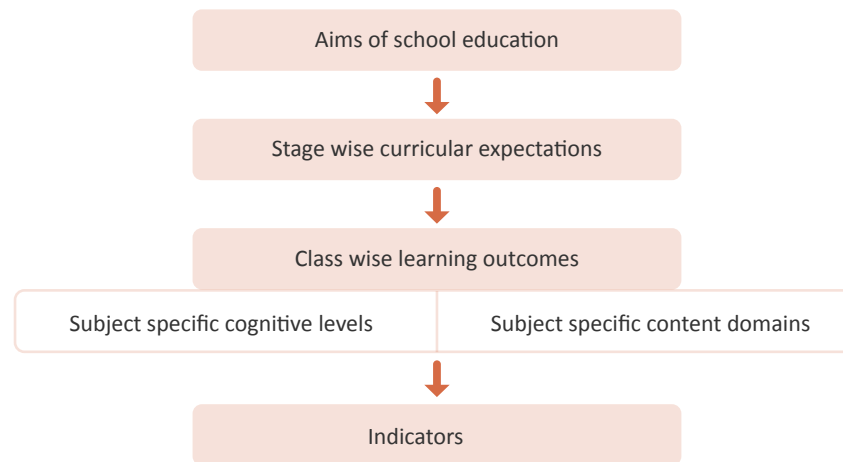 Aims of school education
Stage wise curricular expectations
Class wise learning outcomes
Subject specific cognitive levels
Subject specific content domains
Indicators